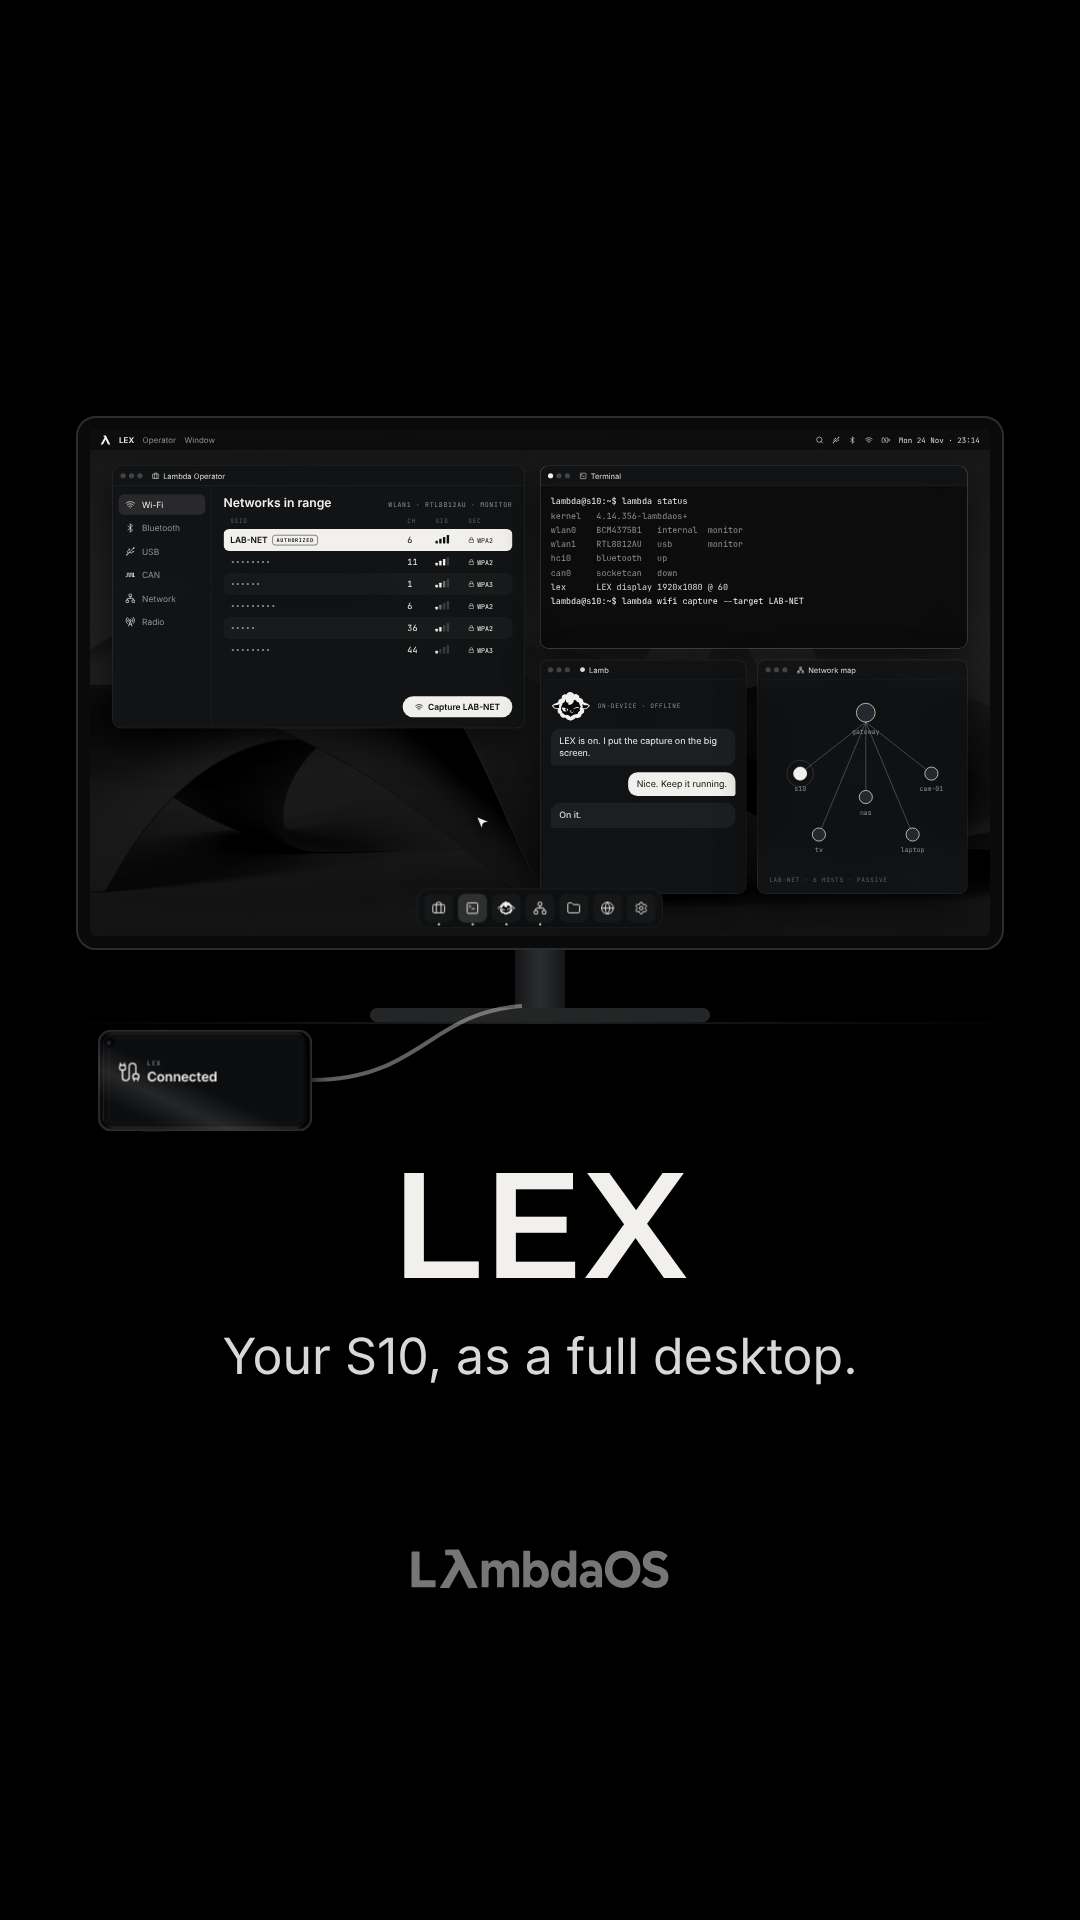 LEX Operator Window
Mon 24 Nov · 23:14
Lambda Operator
Wi-Fi
Bluetooth
USB
CAN
Network
Radio
Networks in range
WLAN1 · RTL8812AU · MONITOR
SSID CH SIG SEC
LAB-NET AUTHORIZED 6 WPA2
•••••••• 11 WPA2
•••••• 1 WPA3
••••••••• 6 WPA2
••••• 36 WPA2
•••••••• 44 WPA3
Capture LAB-NET
Terminal
lambda@s10:~$ lambda status
kernel 4.14.356-lambdaos+
wlan0 BCM4375B1 internal monitor
wlan1 RTL8812AU usb monitor
hci0 bluetooth up
can0 socketcan down
lex LEX display 1920x1080 @ 60
lambda@s10:~$ lambda wifi capture --target LAB-NET
Lamb
ON-DEVICE · OFFLINE
LEX is on. I put the capture on the big
screen.
Nice. Keep it running.
On it.
Network map
gateway
s10
cam-01
nas
tv
laptop
LAB-NET · 6 HOSTS · PASSIVE
LEX
Connected
LEX
Your S10, as a full desktop.
LλmbdaOS